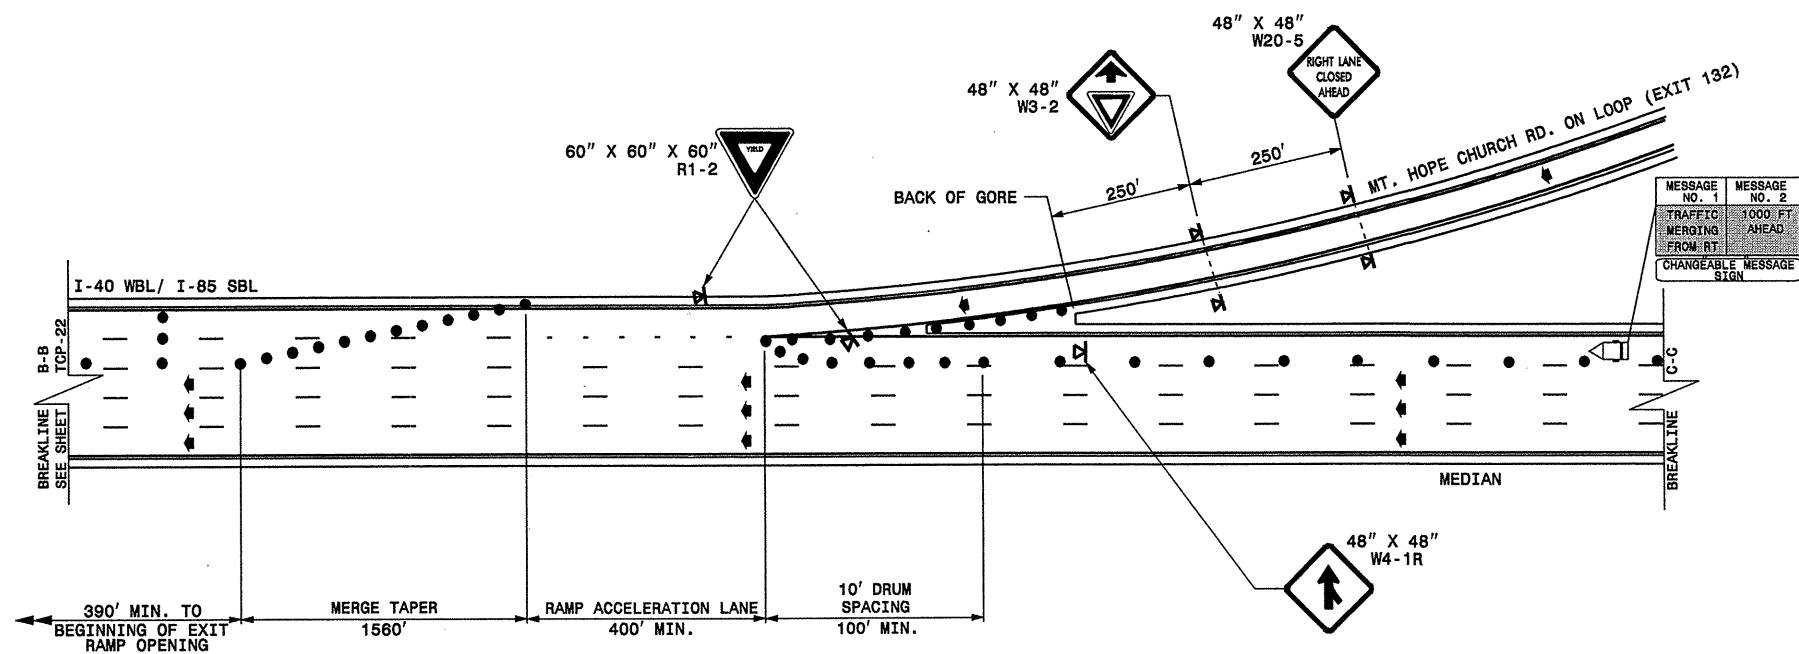 48" X 48"
W20-5
RIGHT LANE
CLOSED
AHEAD
48" X 48"
W3-2
MT. HOPE CHURCH RD. ON LOOP (EXIT 132)
60" X 60" X 60"
R1-2
YIELD
250'
250'
BACK OF GORE
MESSAGE NO. 1
MESSAGE NO. 2
TRAFFIC
MERGING
FROM RT
1000 FT
AHEAD
CHANGEABLE MESSAGE
SIGN
I-40 WBL/ I-85 SBL
B-B
TCP-22
BREAKLINE
SEE SHEET
C-C
BREAKLINE
MEDIAN
48" X 48"
W4-1R
390' MIN. TO
BEGINNING OF EXIT
RAMP OPENING
MERGE TAPER
1560'
RAMP ACCELERATION LANE
400' MIN.
10' DRUM
SPACING
100' MIN.